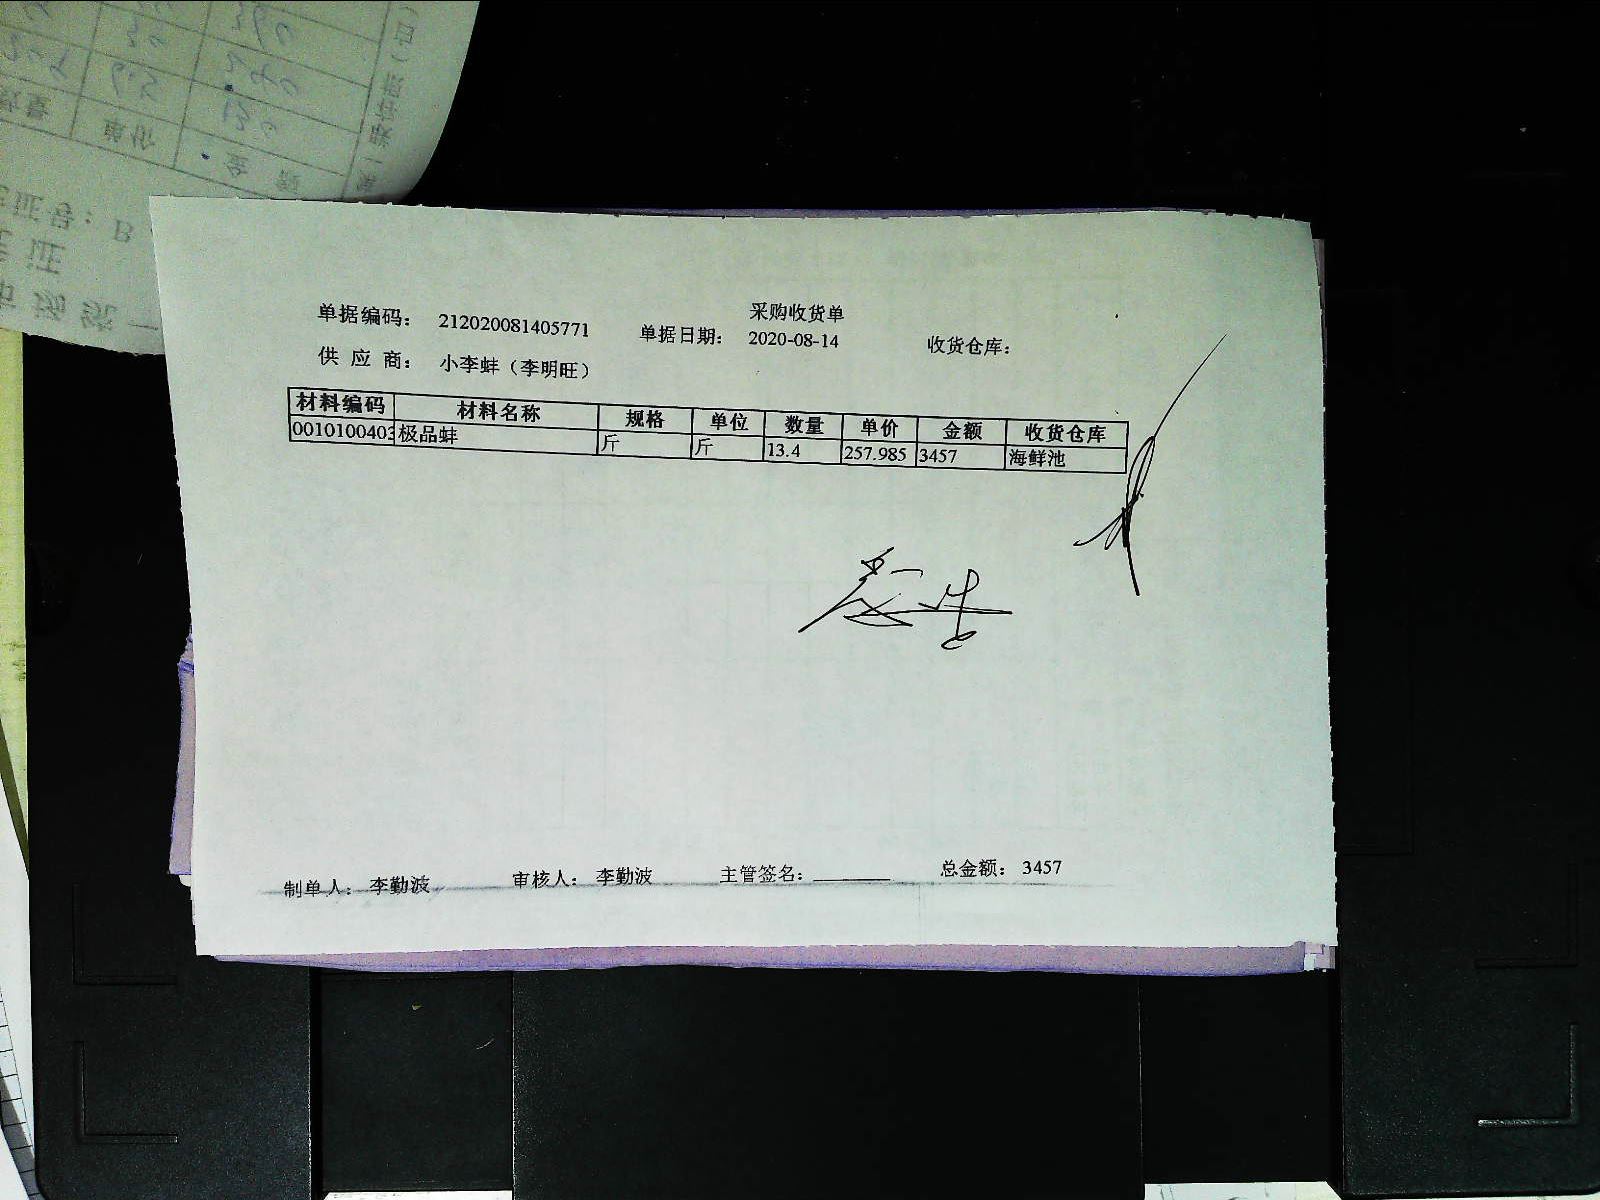 采购收货单
单据编码： 212020081405771 单据日期： 2020-08-14 收货仓库：
供 应 商： 小李蚌（李明旺）
材料编码 材料名称 规格 单位 数量 单价 金额 收货仓库
0010100403 极品蚌 斤 斤 13.4 257.985 3457 海鲜池
制单人： 李勤波 审核人： 李勤波 主管签名： 总金额： 3457